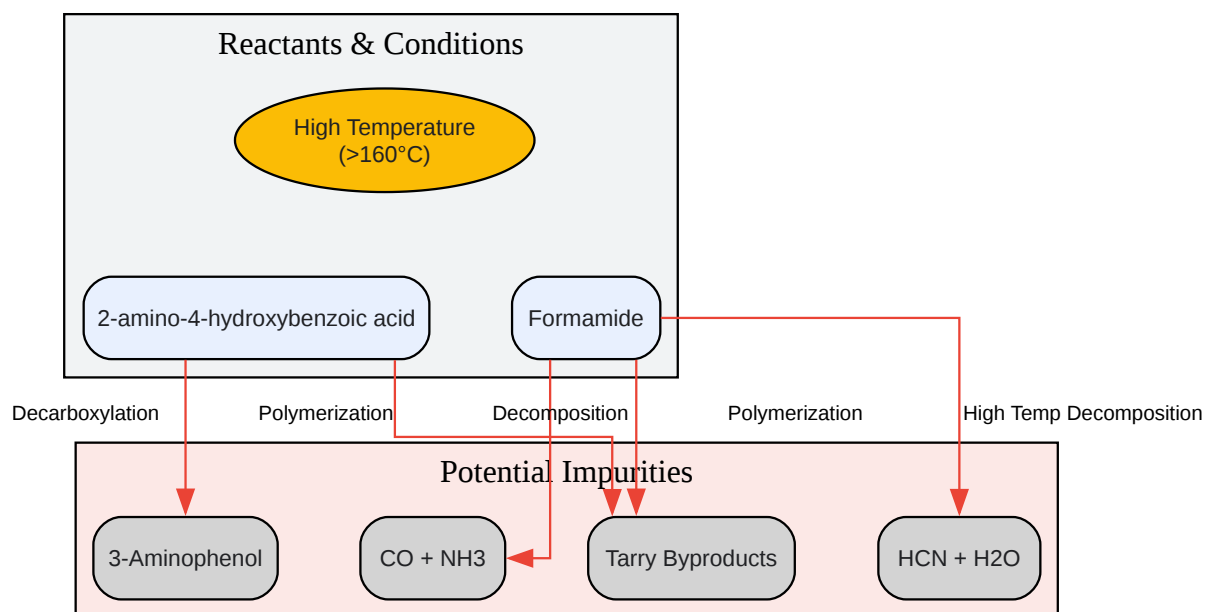 Reactants & Conditions
High Temperature
(>160°C)
2-amino-4-hydroxybenzoic acid
Formamide
Decarboxylation
Polymerization
Decomposition
Polymerization
High Temp Decomposition
Potential Impurities
3-Aminophenol
CO + NH3
Tarry Byproducts
HCN + H2O